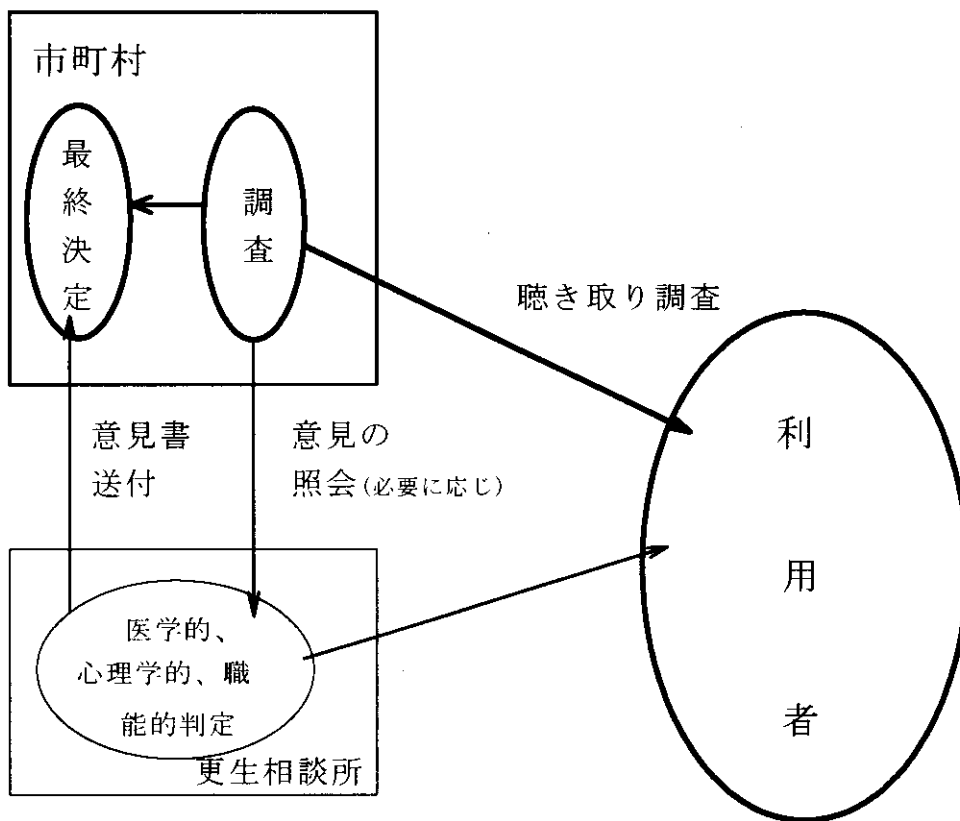 市町村
最終決定
調査
聴き取り調査
利用者
意見書
送付
意見の
照会(必要に応じ)
医学的、
心理学的、職
能的判定
更生相談所